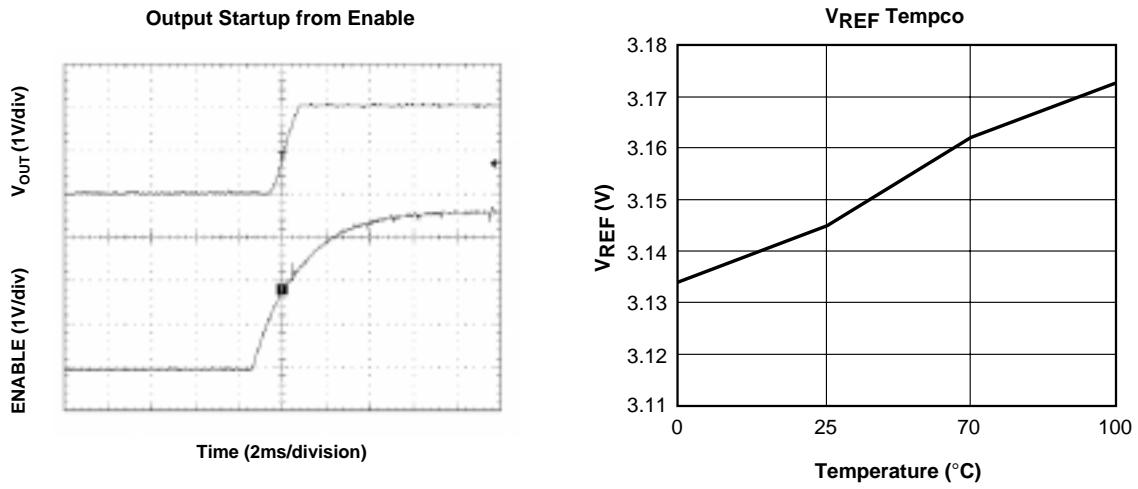 Output Startup from Enable
VOUT (1V/div)
ENABLE (1V/div)
Time (2ms/division)
VREF Tempco
VREF (V)
3.18
3.17
3.16
3.15
3.14
3.13
3.12
3.11
0 25 70 100
Temperature (°C)